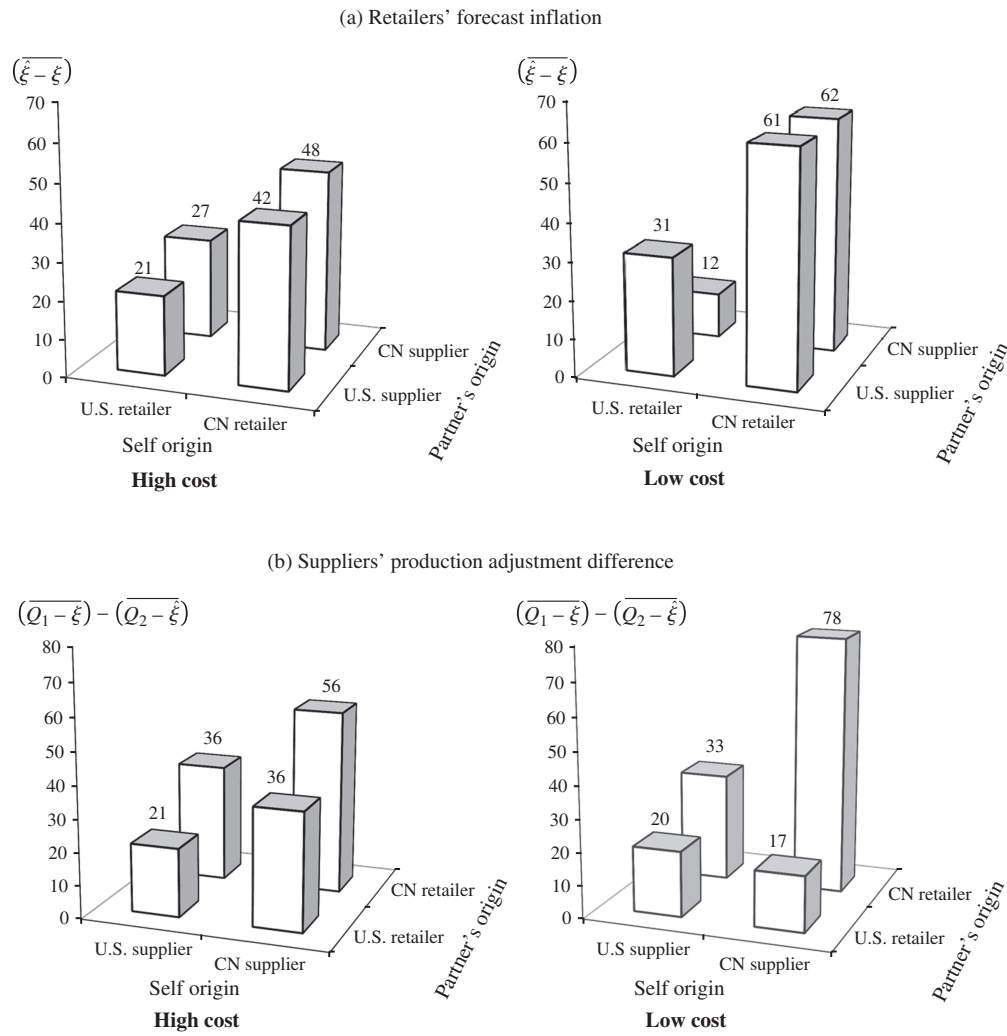 (a) Retailers’ forecast inflation
(ξ̂ – ξ)
70
60
50
40
30
20
10
0
21
27
42
48
U.S. retailer
CN retailer
CN supplier
U.S. supplier
Self origin
Partner’s origin
High cost
(ξ̂ – ξ)
70
60
50
40
30
20
10
0
31
12
61
62
U.S. retailer
CN retailer
CN supplier
U.S. supplier
Self origin
Partner’s origin
Low cost
(b) Suppliers’ production adjustment difference
(Q1 – ξ) – (Q2 – ξ̂)
80
70
60
50
40
30
20
10
0
21
36
36
56
U.S. supplier
CN supplier
CN retailer
U.S. retailer
Self origin
Partner’s origin
High cost
(Q1 – ξ) – (Q2 – ξ̂)
80
70
60
50
40
30
20
10
0
20
33
17
78
U.S supplier
CN supplier
CN retailer
U.S. retailer
Self origin
Partner’s origin
Low cost